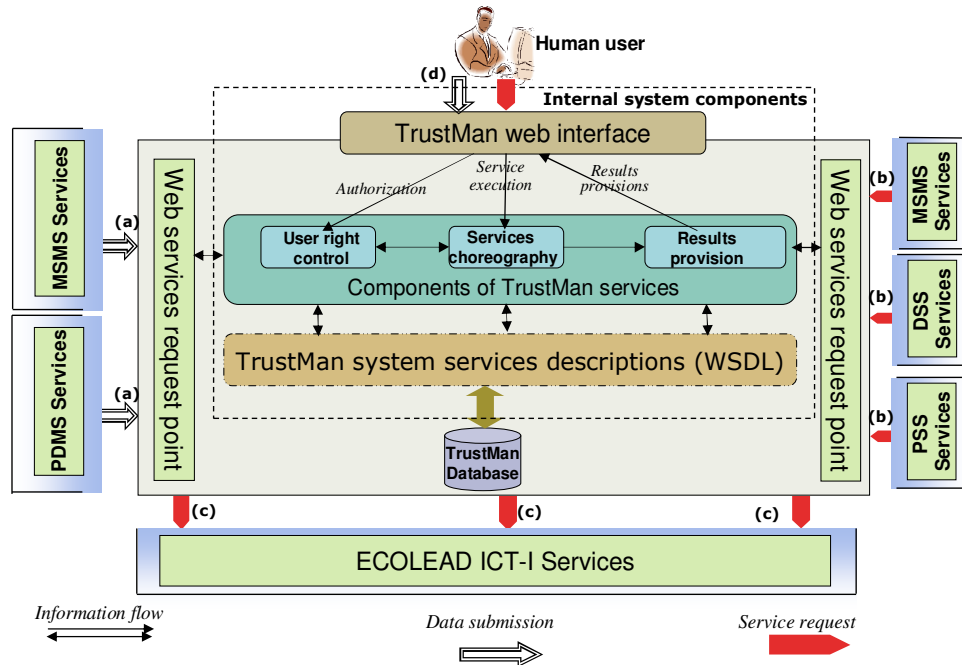 Human user
(d)
Internal system components
TrustMan web interface
MSMS Services
(a)
PDMS Services
(a)
Web services request point
Authorization
Service
execution
Results
provisions
User right
control
Services
choreography
Results
provision
Components of TrustMan services
TrustMan system services descriptions (WSDL)
TrustMan
Database
Web services request point
(b)
MSMS
Services
(b)
DSS
Services
(b)
PSS
Services
(c)
(c)
(c)
ECOLEAD ICT-I Services
Information flow
Data submission
Service request